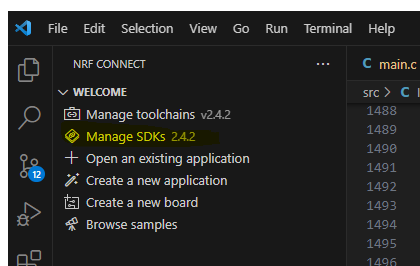 File Edit Selection View Go Run Terminal Help
NRF CONNECT ...
C main.c
WELCOME
src > C
Manage toolchains v2.4.2
Manage SDKs 2.4.2
Open an existing application
Create a new application
Create a new board
Browse samples
12
1488
1489
1490
1491
1492
1493
1494
1495
1496